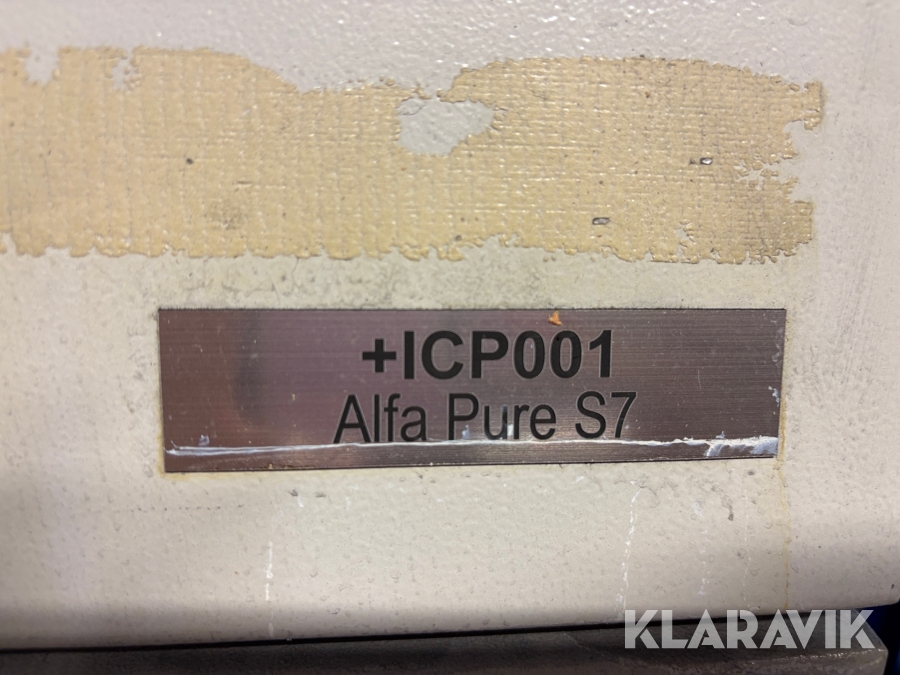 +ICP001
Alfa Pure S7
KLARAVIK